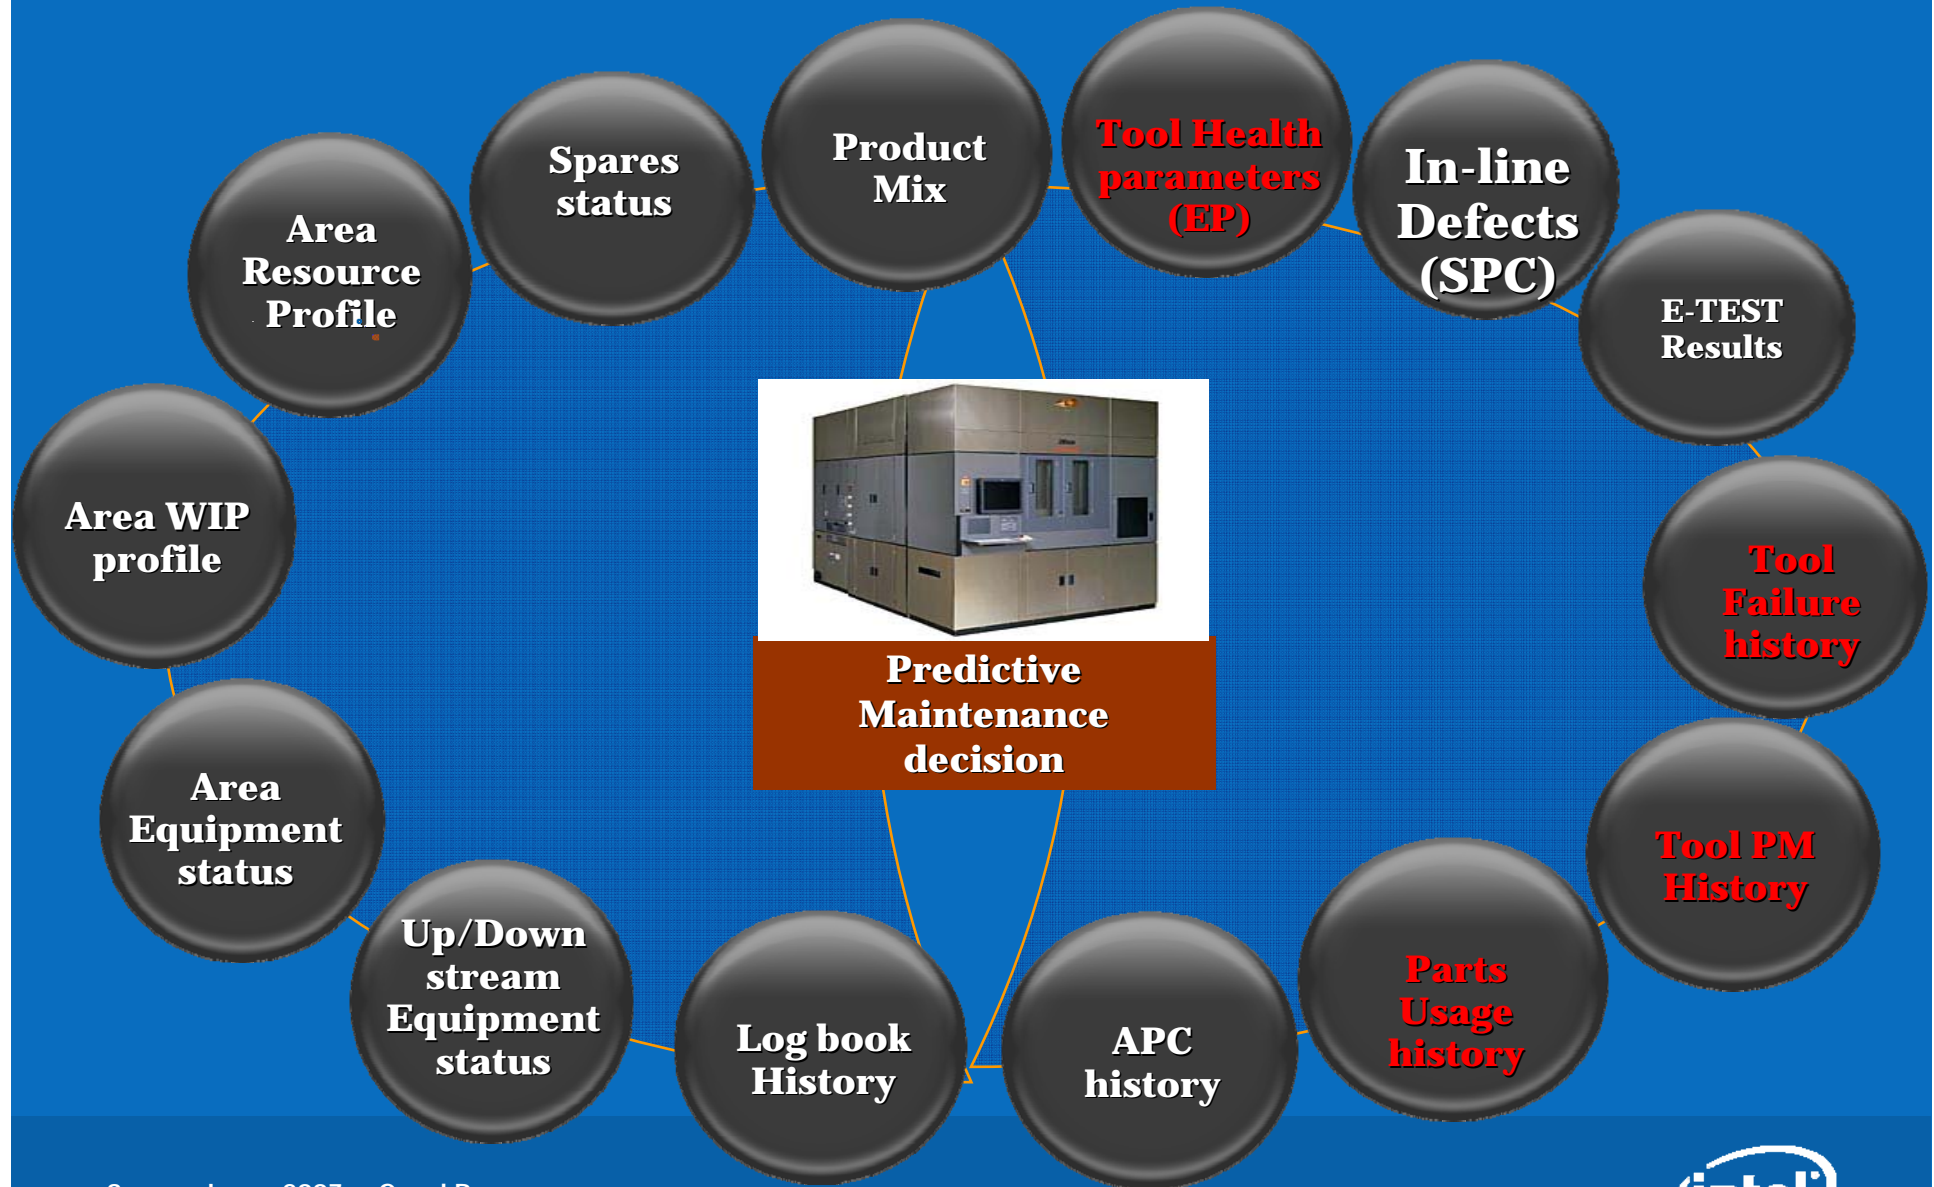 Product
Mix
Tool Health
parameters
(EP)
In-line
Defects
(SPC)
E-TEST
Results
Tool
Failure
history
Tool PM
History
Parts
Usage
history
APC
history
Log book
History
Up/Down
stream
Equipment
status
Area
Equipment
status
Area WIP
profile
Area
Resource
Profile
Spares
status
Predictive
Maintenance
decision
intel